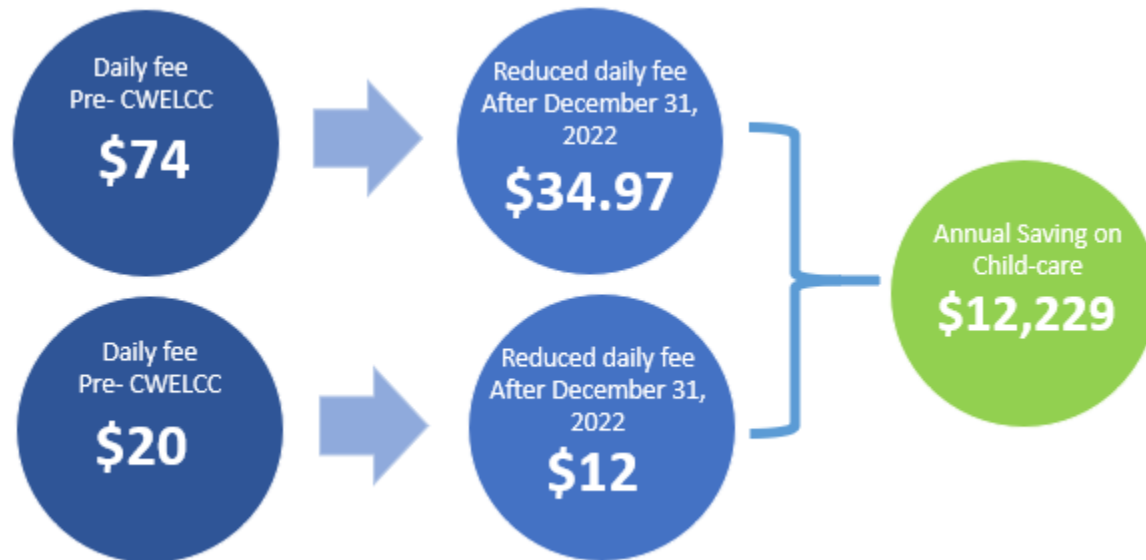 Daily fee
Pre- CWELCC
$74
Reduced daily fee
After December 31,
2022
$34.97
Annual Saving on
Child-care
$12,229
Daily fee
Pre- CWELCC
$20
Reduced daily fee
After December 31,
2022
$12